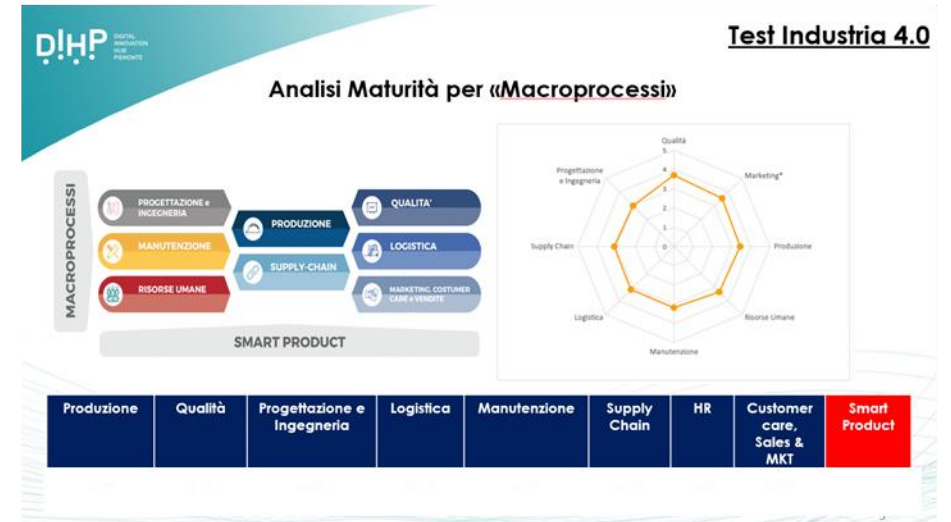 D!HP
DIGITAL
INNOVATION
HUB
PIEMONTE
Test Industria 4.0
Analisi Maturità per «Macroprocessi»
MACROPROCESSI
PROGETTAZIONE e
INGEGNERIA
MANUTENZIONE
RISORSE UMANE
PRODUZIONE
SUPPLY-CHAIN
QUALITA'
LOGISTICA
MARKETING, COSTUMER
CARE e VENDITE
SMART PRODUCT
Qualità
Marketing*
Produzione
Risorse Umane
Manutenzione
Logistica
Supply Chain
Progettazione
e Ingegneria
5
4
3
2
1
0
Produzione
Qualità
Progettazione e
Ingegneria
Logistica
Manutenzione
Supply
Chain
HR
Customer
care,
Sales &
MKT
Smart
Product